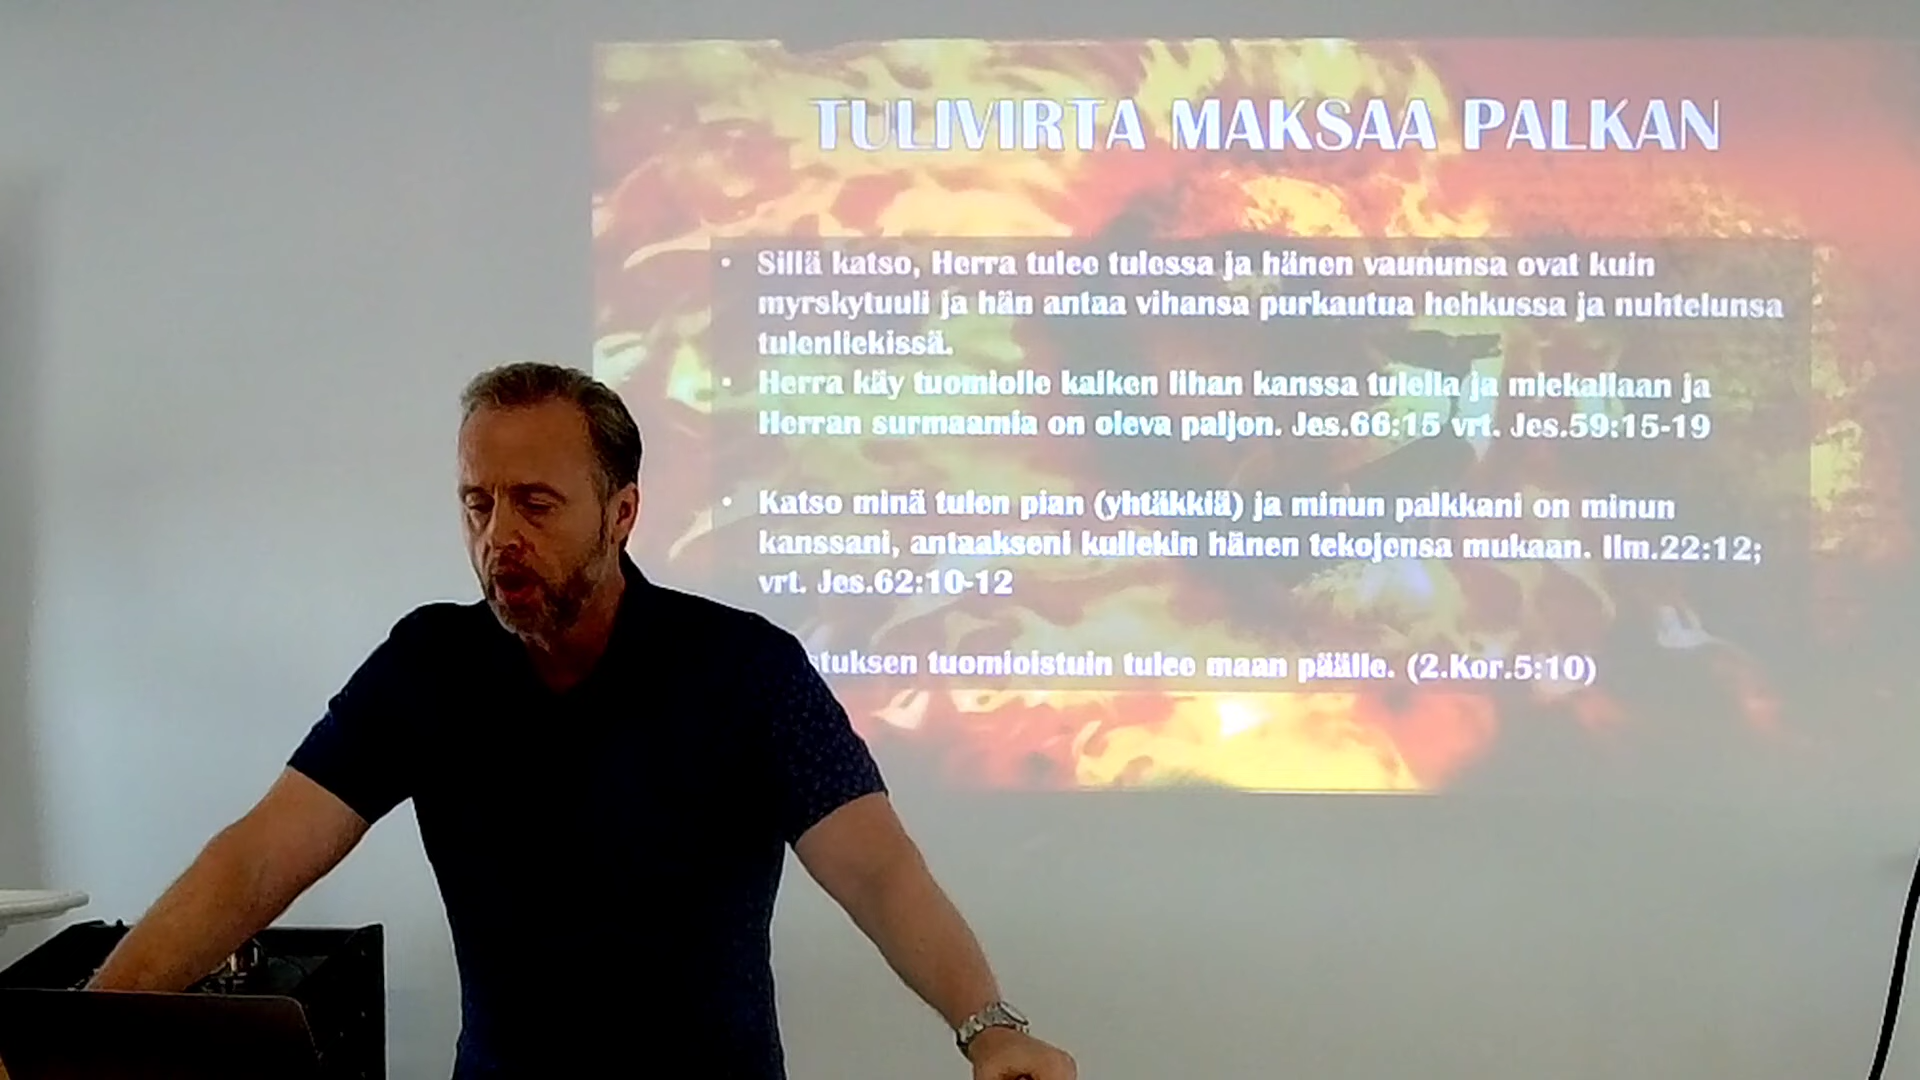 TULIVIRTA MAKSAA PALKAN
• Sillä katso, Herra tulee tulessa ja hänen vaununsa ovat kuin
myrskytuuli ja hän antaa vihansa purkautua hehkussa ja nuhtelunsa
tulenliekissä.
• Herra käy tuomiolle kaiken lihan kanssa tulella ja miekallaan ja
Herran surmaamia on oleva paljon. Jes.66:15 vrt. Jes.59:15-19
• Katso minä tulen pian (yhtäkkiä) ja minun palkkani on minun
kanssani, antaakseni kullekin hänen tekojensa mukaan. Ilm.22:12;
vrt. Jes.62:10-12
stuksen tuomioistuin tulee maan päälle. (2.Kor.5:10)